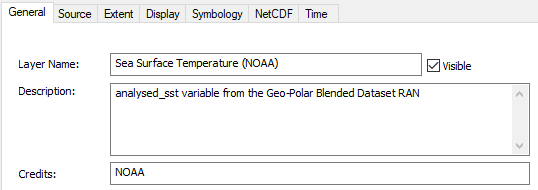 General Source Extent Display Symbology NetCDF Time
Layer Name: Sea Surface Temperature (NOAA) Visible
Description: analysed_sst variable from the Geo-Polar Blended Dataset RAN
Credits: NOAA